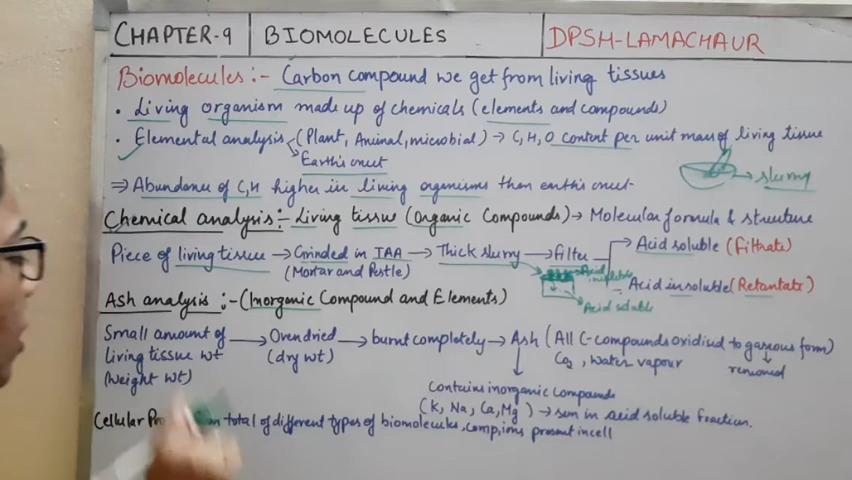 CHAPTER-9 BIOMOLECULES DPSH-LAMACHAUR
Biomolecules:- Carbon compound we get from living tissues
• Living organism made up of chemicals (elements and compounds)
• Elemental analysis (Plant, Animal, microbial) → C, H, O content per unit mass of living tissue
Earth's crust
→ slurry
⇒ Abundance of C, H higher in living organisms than earth's crust
Chemical analysis:- Living tissue (Organic Compounds) → Molecular formula & structure
Piece of living tissue → Grinded in TAA → Thick slurry → Filter → Acid soluble (Filtrate)
(Mortar and Pestle)
Acid insoluble
Acid insoluble (Retantate)
Acid soluble
Ash analysis :- (Inorganic Compound and Elements)
Small amount of living tissue wt (Weight wt) → Oven dried (dry wt) → burnt completely → Ash (All C-compounds oxidised to gaseous form)
CO2, water vapour
removed
Contains inorganic compounds
(K, Na, Ca, Mg) → seen in acid soluble fraction.
Cellular total of different types of biomolecules, comp, ions present in cell